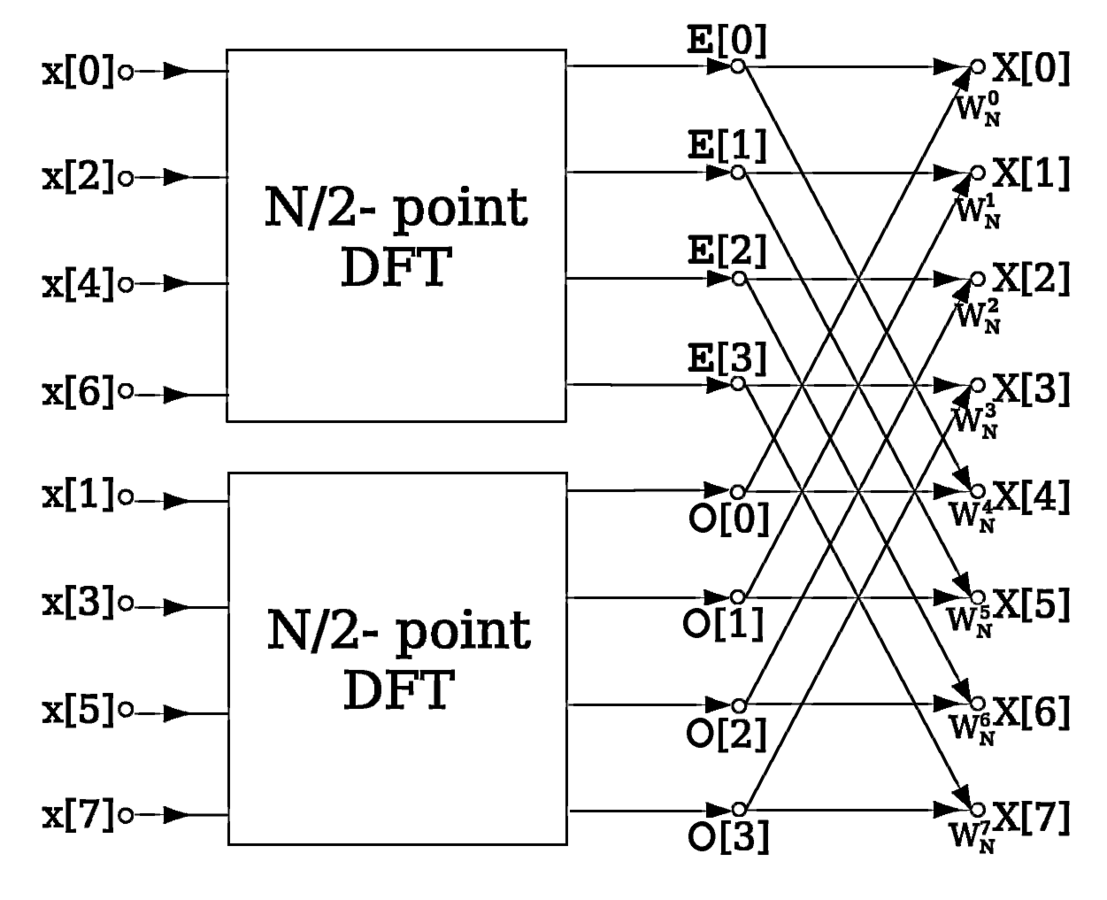 x[0]
x[2]
x[4]
x[6]
N/2- point
DFT
x[1]
x[3]
x[5]
x[7]
N/2- point
DFT
E[0]
E[1]
E[2]
E[3]
O[0]
O[1]
O[2]
O[3]
X[0]
W_N^0
X[1]
W_N^1
X[2]
W_N^2
X[3]
W_N^3
X[4]
W_N^4
X[5]
W_N^5
X[6]
W_N^6
X[7]
W_N^7